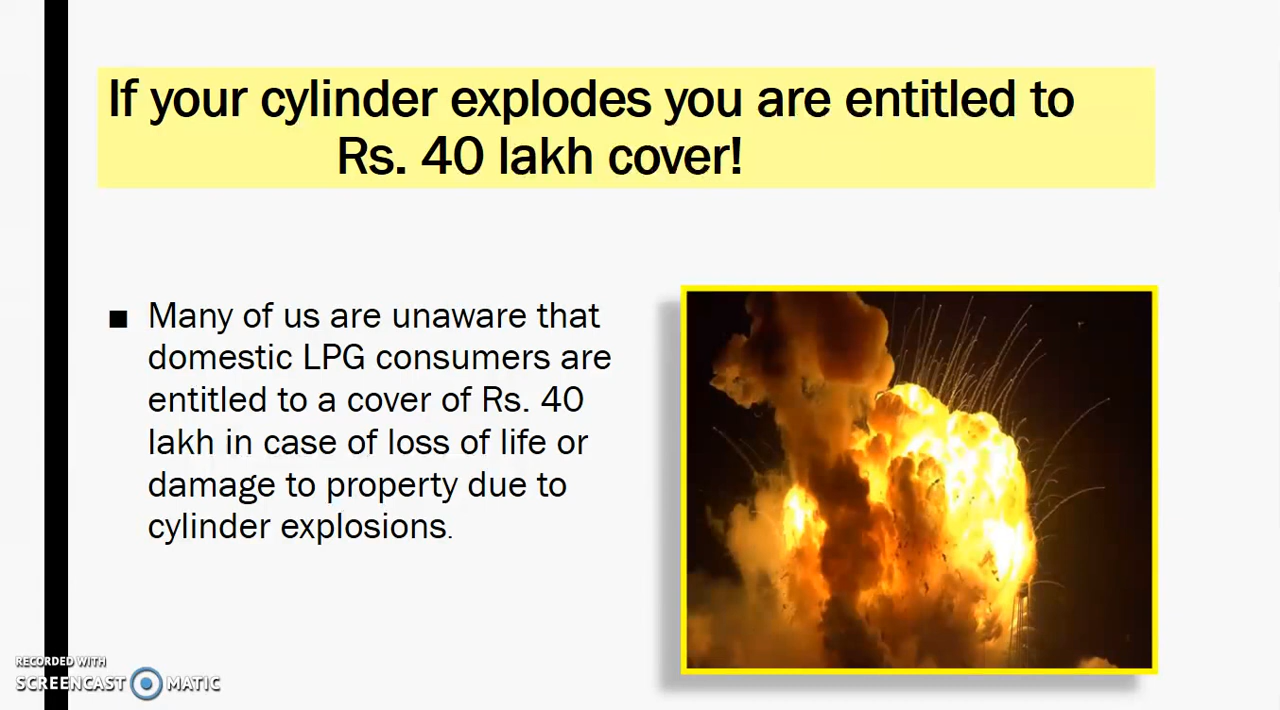 If your cylinder explodes you are entitled to
Rs. 40 lakh cover!
■ Many of us are unaware that
domestic LPG consumers are
entitled to a cover of Rs. 40
lakh in case of loss of life or
damage to property due to
cylinder explosions.
RECORDED WITH
SCREENCAST MATIC